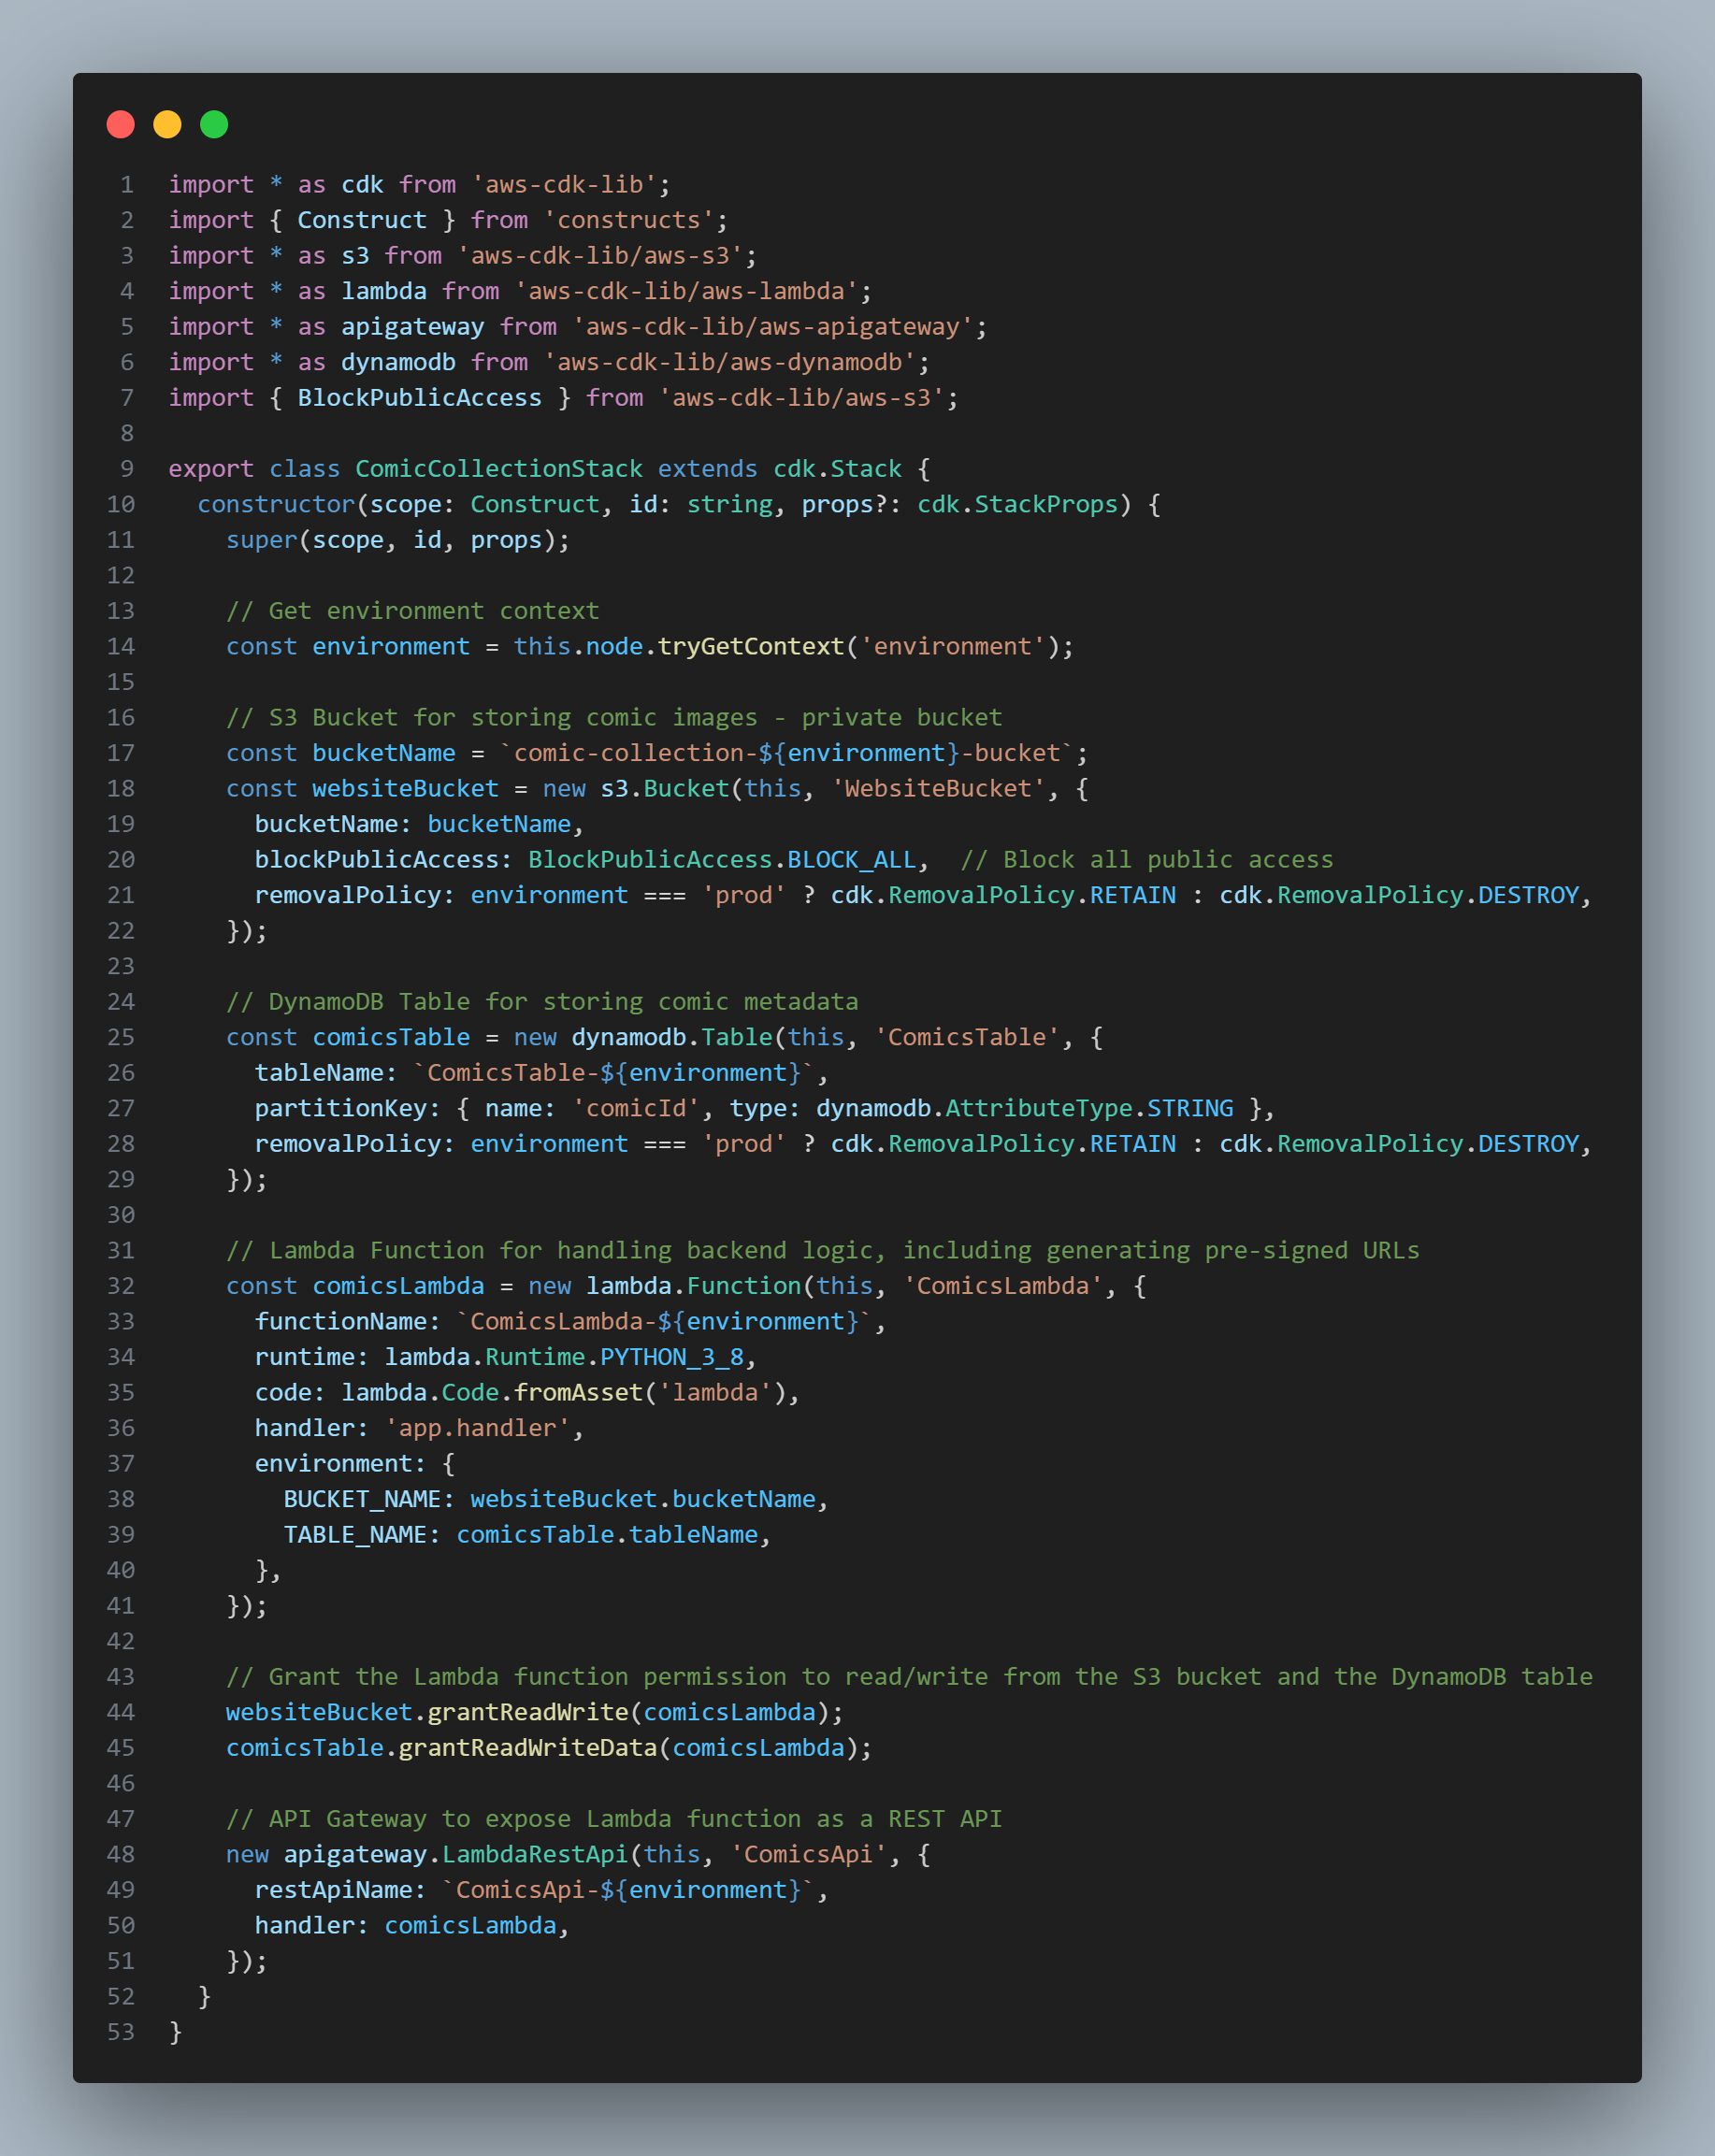 1 import * as cdk from 'aws-cdk-lib';
2 import { Construct } from 'constructs';
3 import * as s3 from 'aws-cdk-lib/aws-s3';
4 import * as lambda from 'aws-cdk-lib/aws-lambda';
5 import * as apigateway from 'aws-cdk-lib/aws-apigateway';
6 import * as dynamodb from 'aws-cdk-lib/aws-dynamodb';
7 import { BlockPublicAccess } from 'aws-cdk-lib/aws-s3';
8
9 export class ComicCollectionStack extends cdk.Stack {
10   constructor(scope: Construct, id: string, props?: cdk.StackProps) {
11     super(scope, id, props);
12
13     // Get environment context
14     const environment = this.node.tryGetContext('environment');
15
16     // S3 Bucket for storing comic images - private bucket
17     const bucketName = `comic-collection-${environment}-bucket`;
18     const websiteBucket = new s3.Bucket(this, 'WebsiteBucket', {
19       bucketName: bucketName,
20       blockPublicAccess: BlockPublicAccess.BLOCK_ALL,  // Block all public access
21       removalPolicy: environment === 'prod' ? cdk.RemovalPolicy.RETAIN : cdk.RemovalPolicy.DESTROY,
22     });
23
24     // DynamoDB Table for storing comic metadata
25     const comicsTable = new dynamodb.Table(this, 'ComicsTable', {
26       tableName: `ComicsTable-${environment}`,
27       partitionKey: { name: 'comicId', type: dynamodb.AttributeType.STRING },
28       removalPolicy: environment === 'prod' ? cdk.RemovalPolicy.RETAIN : cdk.RemovalPolicy.DESTROY,
29     });
30
31     // Lambda Function for handling backend logic, including generating pre-signed URLs
32     const comicsLambda = new lambda.Function(this, 'ComicsLambda', {
33       functionName: `ComicsLambda-${environment}`,
34       runtime: lambda.Runtime.PYTHON_3_8,
35       code: lambda.Code.fromAsset('lambda'),
36       handler: 'app.handler',
37       environment: {
38         BUCKET_NAME: websiteBucket.bucketName,
39         TABLE_NAME: comicsTable.tableName,
40       },
41     });
42
43     // Grant the Lambda function permission to read/write from the S3 bucket and the DynamoDB table
44     websiteBucket.grantReadWrite(comicsLambda);
45     comicsTable.grantReadWriteData(comicsLambda);
46
47     // API Gateway to expose Lambda function as a REST API
48     new apigateway.LambdaRestApi(this, 'ComicsApi', {
49       restApiName: `ComicsApi-${environment}`,
50       handler: comicsLambda,
51     });
52   }
53 }